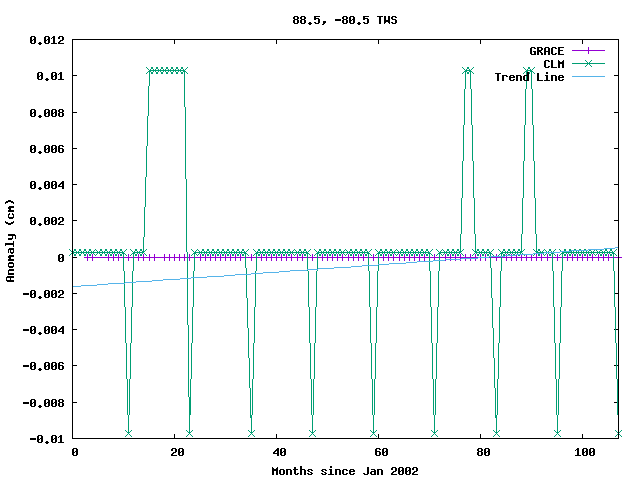 88.5, -80.5 TWS
GRACE
CLM
Trend Line
0.012
0.01
0.008
0.006
0.004
0.002
0
-0.002
-0.004
-0.006
-0.008
-0.01
Anomaly (cm)
0 20 40 60 80 100
Months since Jan 2002